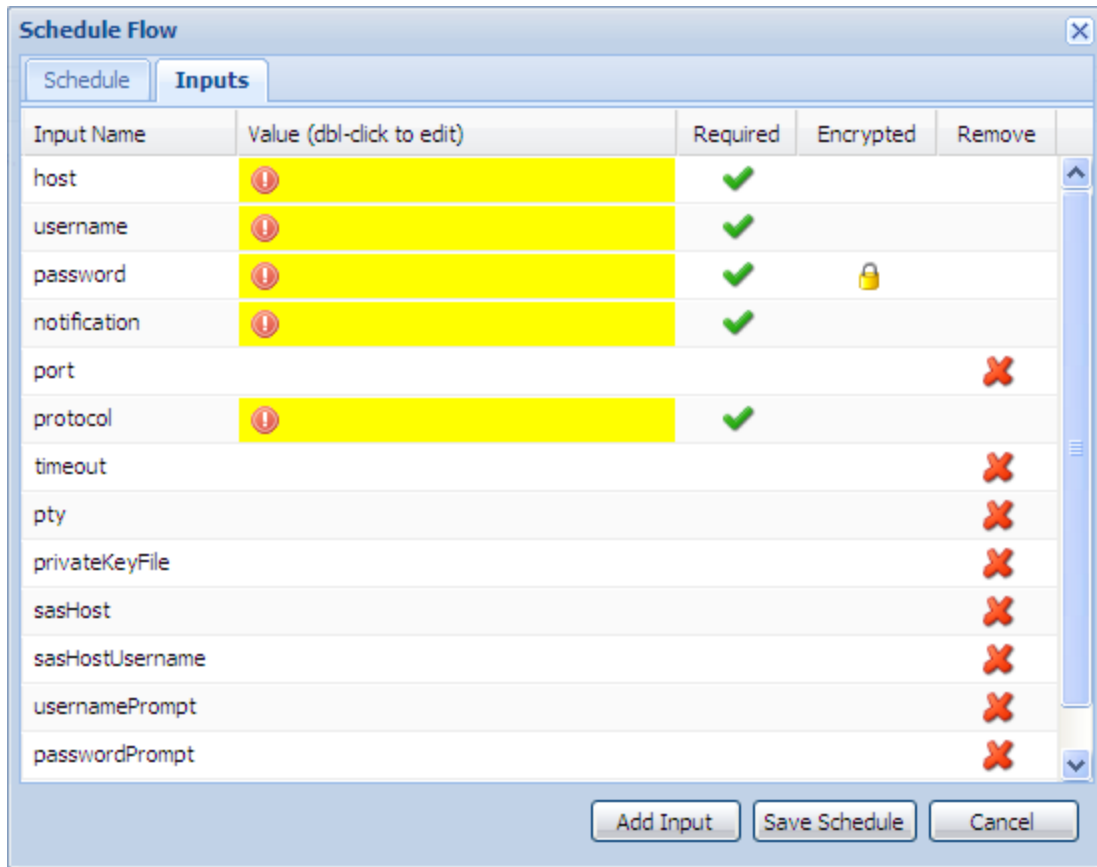 Schedule Flow
Schedule Inputs
Input Name Value (dbl-click to edit) Required Encrypted Remove
host
username
password
notification
port
protocol
timeout
pty
privateKeyFile
sasHost
sasHostUsername
usernamePrompt
passwordPrompt
Add Input Save Schedule Cancel